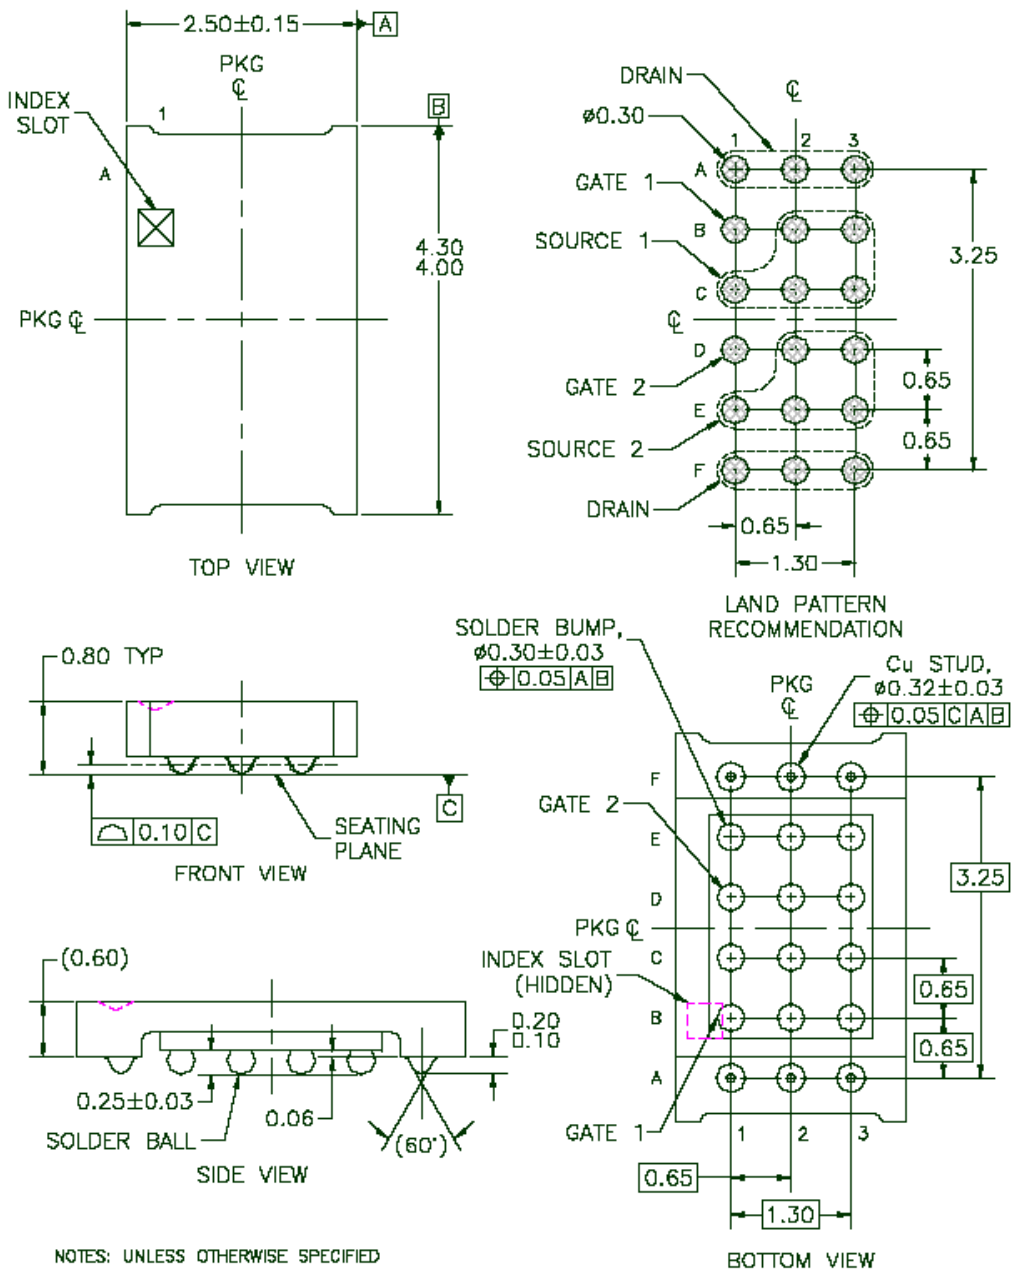 2.50±0.15
A
PKG
℄
INDEX
SLOT
1
A
B
4.30
4.00
PKG ℄
TOP VIEW
DRAIN
℄
ø0.30
1 2 3
A
GATE 1
B
SOURCE 1
C
3.25
℄
D
GATE 2
0.65
E
0.65
SOURCE 2
F
DRAIN
0.65
1.30
LAND PATTERN
RECOMMENDATION
0.80 TYP
⌓ 0.10 C
SEATING
PLANE
C
FRONT VIEW
(0.60)
0.20
0.10
0.25±0.03
0.06
SOLDER BALL
(60°)
SIDE VIEW
SOLDER BUMP,
ø0.30±0.03
⌖ 0.05 A B
Cu STUD,
ø0.32±0.03
⌖ 0.05 C A B
PKG
℄
F
GATE 2
E
D
3.25
PKG ℄
C
INDEX SLOT
(HIDDEN)
0.65
B
0.65
A
GATE 1
1 2 3
0.65
1.30
BOTTOM VIEW
NOTES: UNLESS OTHERWISE SPECIFIED